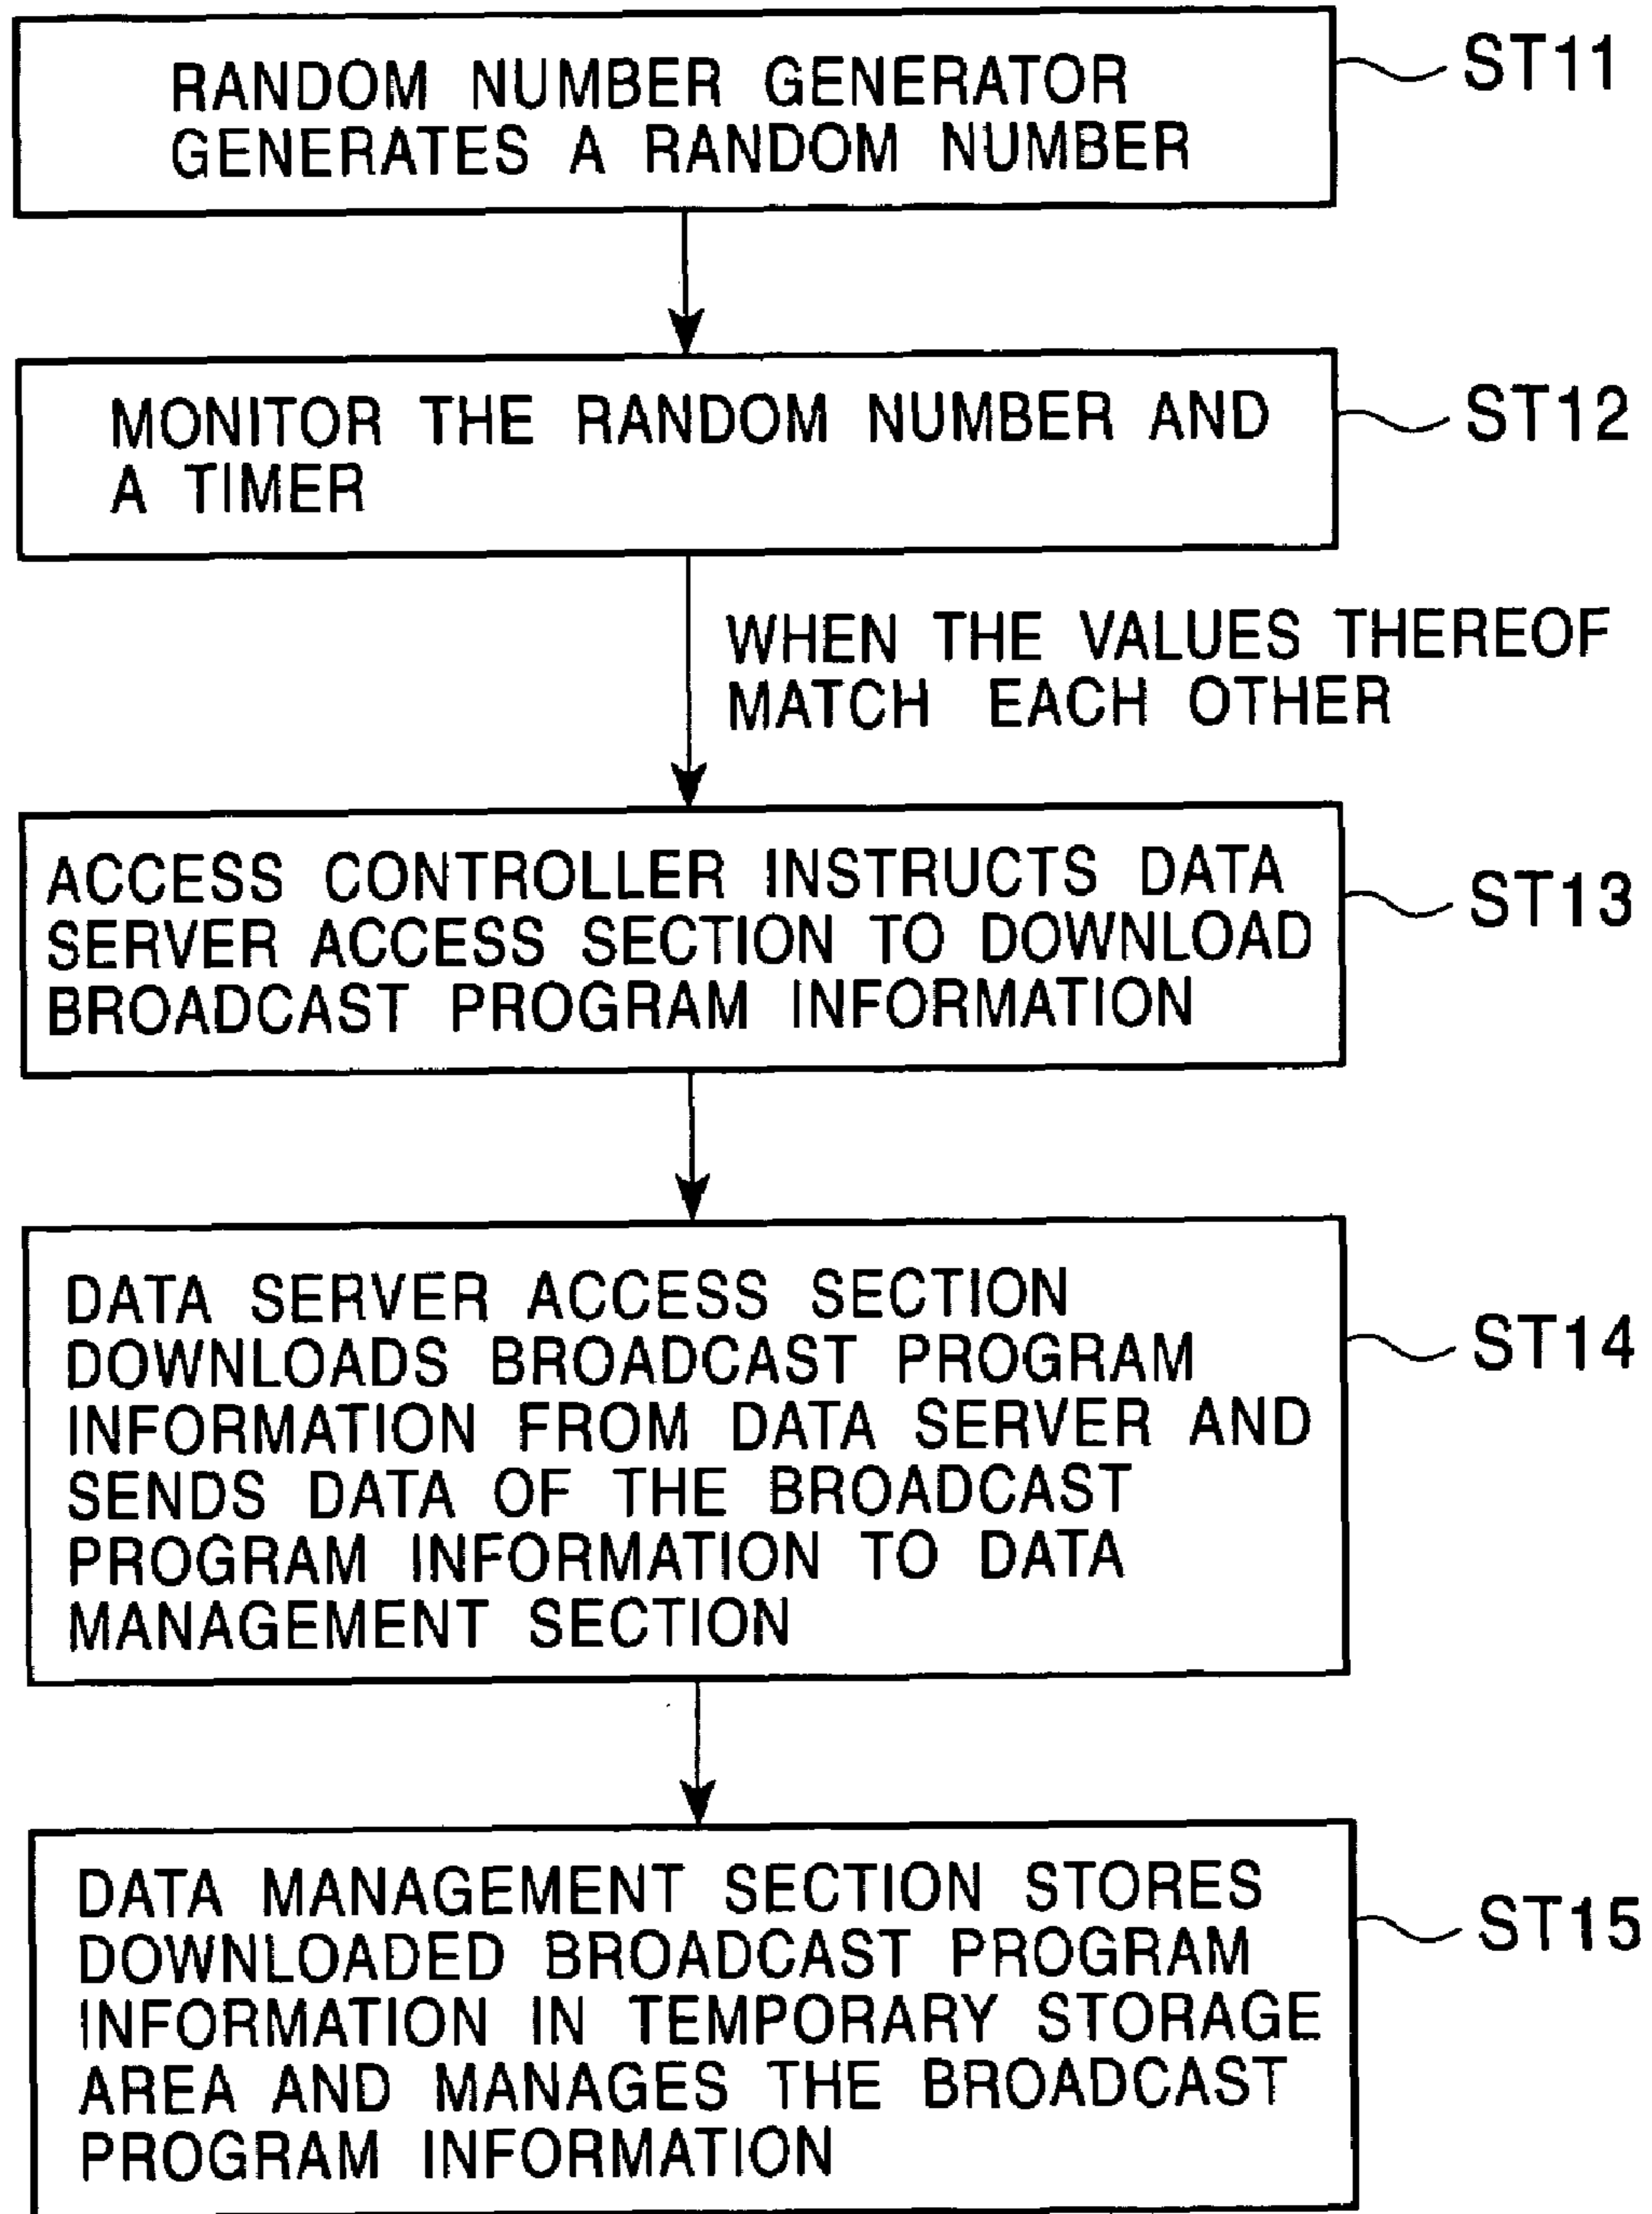 RANDOM NUMBER GENERATOR
GENERATES A RANDOM NUMBER
ST11
MONITOR THE RANDOM NUMBER AND
A TIMER
ST12
WHEN THE VALUES THEREOF
MATCH EACH OTHER
ACCESS CONTROLLER INSTRUCTS DATA
SERVER ACCESS SECTION TO DOWNLOAD
BROADCAST PROGRAM INFORMATION
ST13
DATA SERVER ACCESS SECTION
DOWNLOADS BROADCAST PROGRAM
INFORMATION FROM DATA SERVER AND
SENDS DATA OF THE BROADCAST
PROGRAM INFORMATION TO DATA
MANAGEMENT SECTION
ST14
DATA MANAGEMENT SECTION STORES
DOWNLOADED BROADCAST PROGRAM
INFORMATION IN TEMPORARY STORAGE
AREA AND MANAGES THE BROADCAST
PROGRAM INFORMATION
ST15